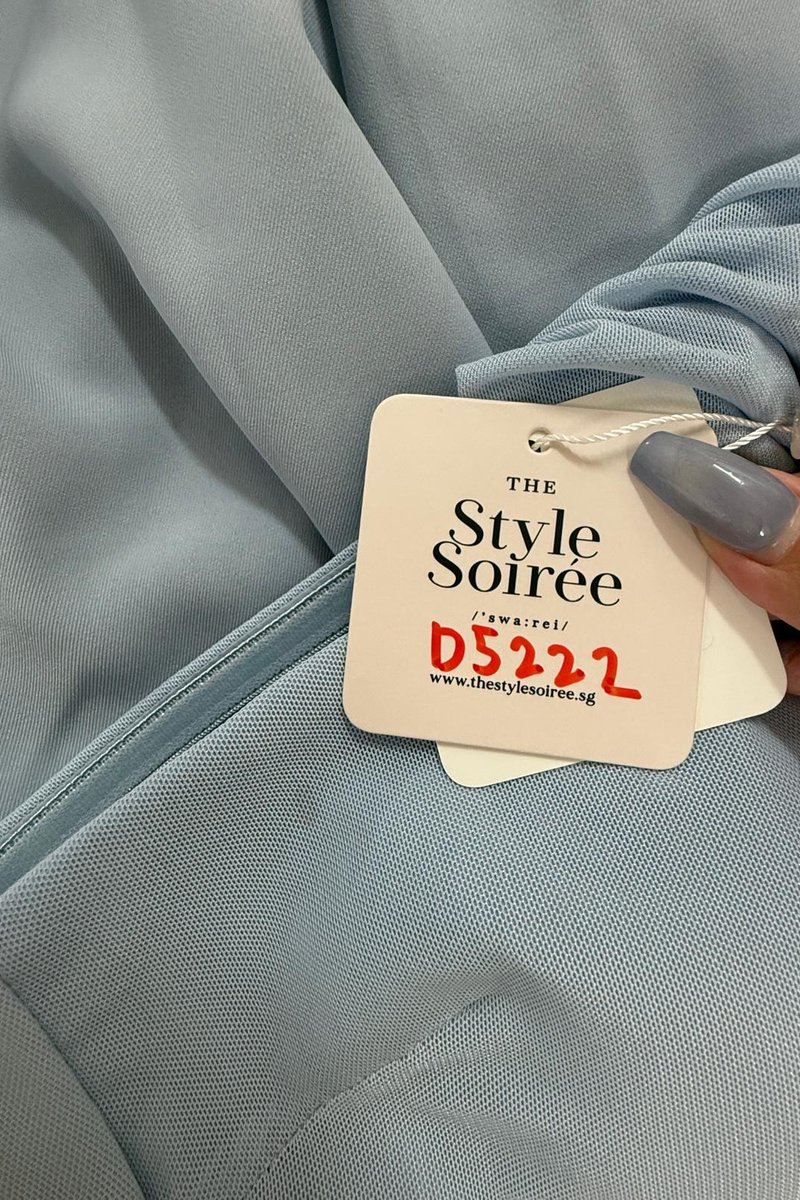 THE
Style
Soirée
/'swa:rei/
D5222
www.thestylesoiree.sg